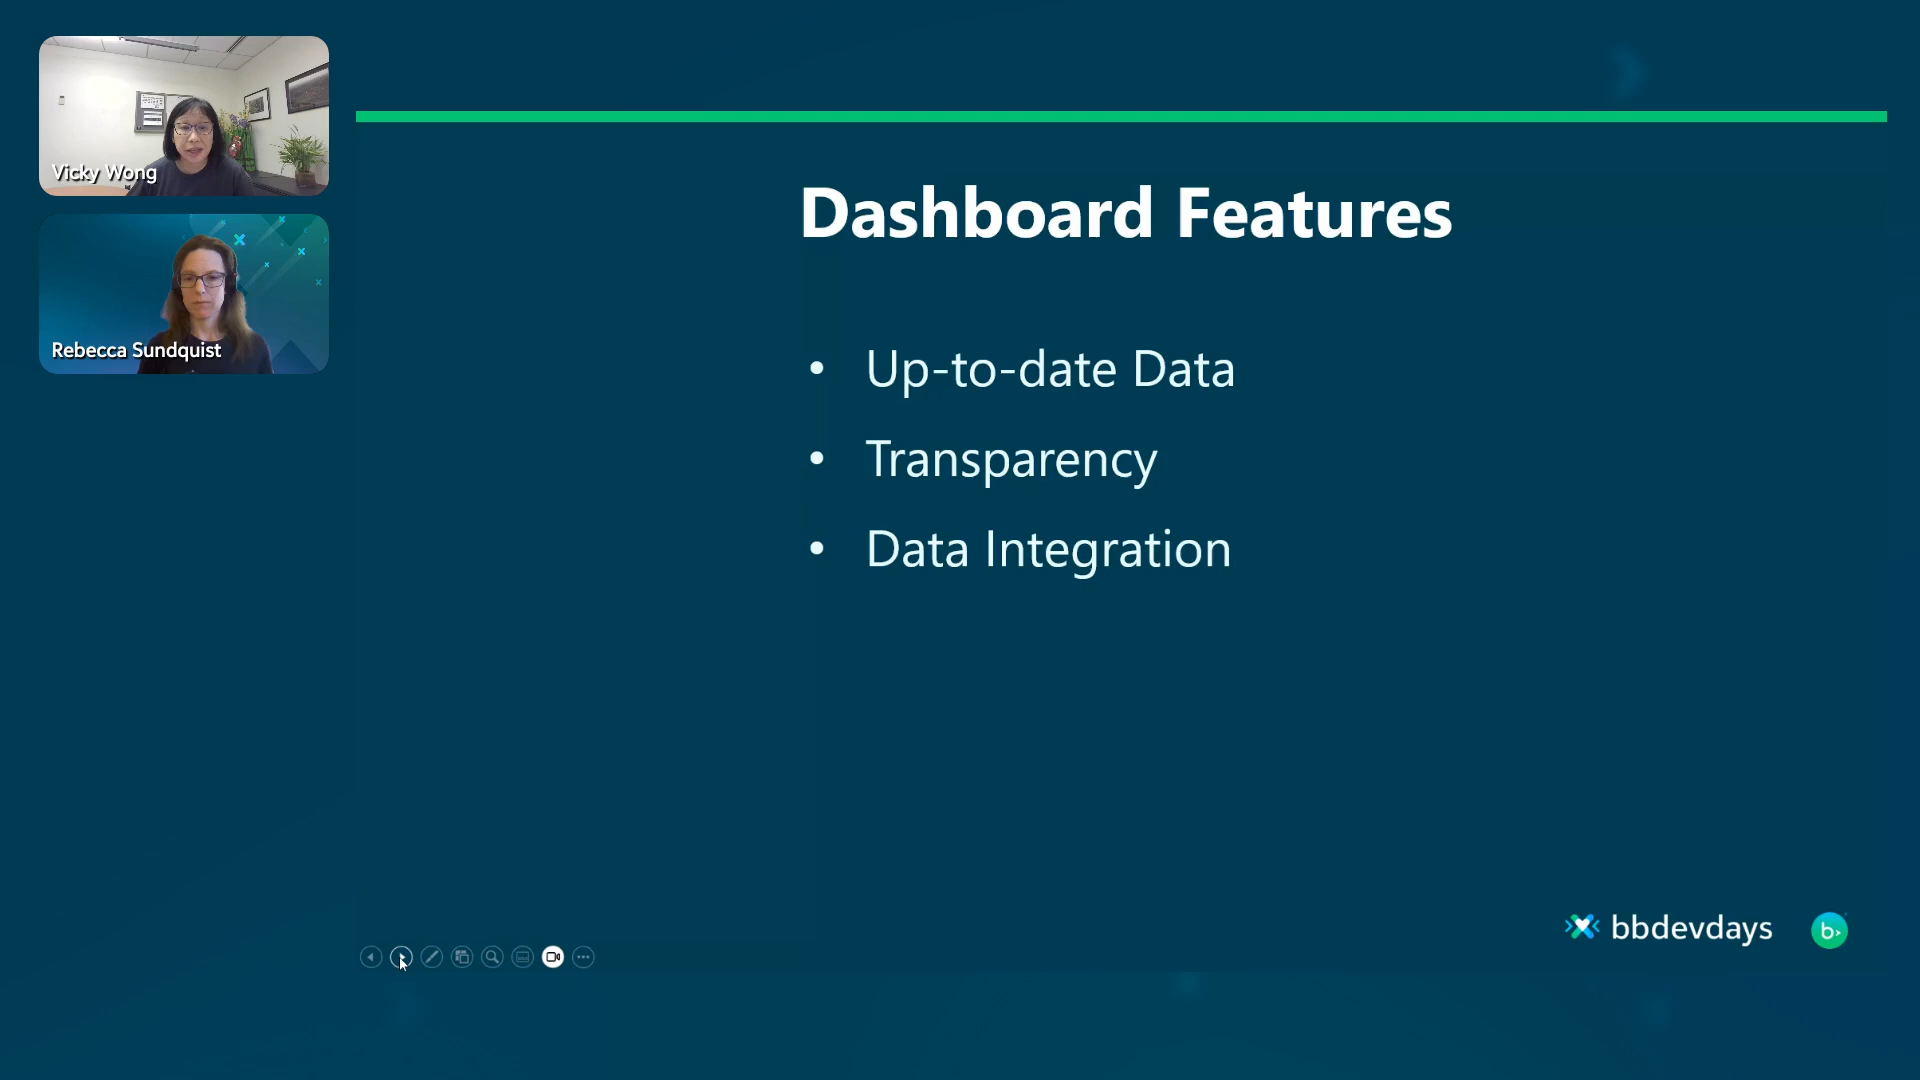 Vicky Wong
Rebecca Sundquist
Dashboard Features
• Up-to-date Data
• Transparency
• Data Integration
bbdevdays
b